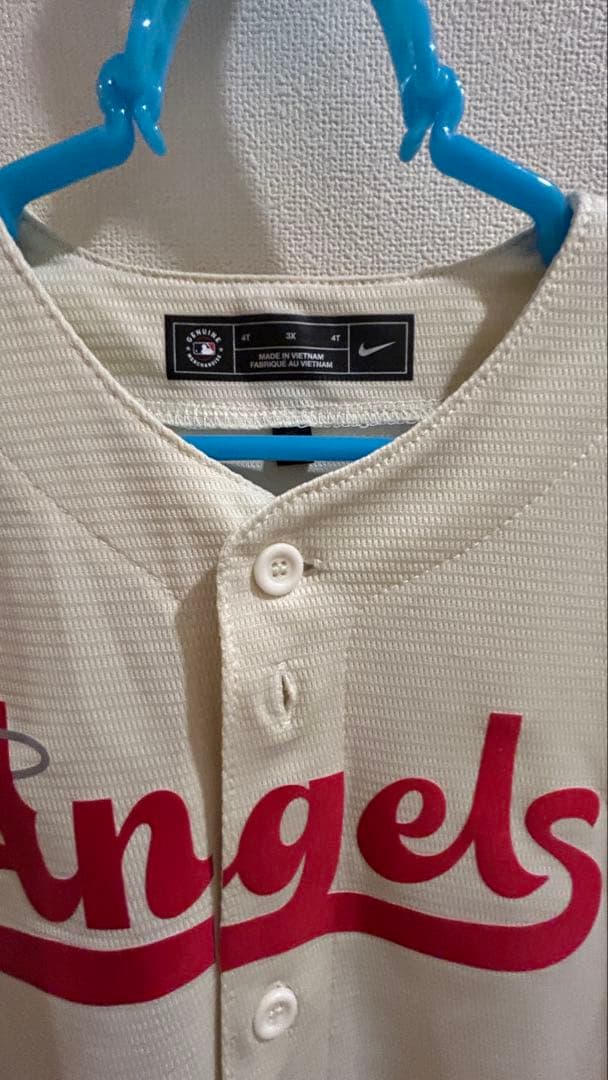 GENUINE
MERCHANDISE
4T 3X 4T
MADE IN VIETNAM
FABRIQUÉ AU VIETNAM
Angels